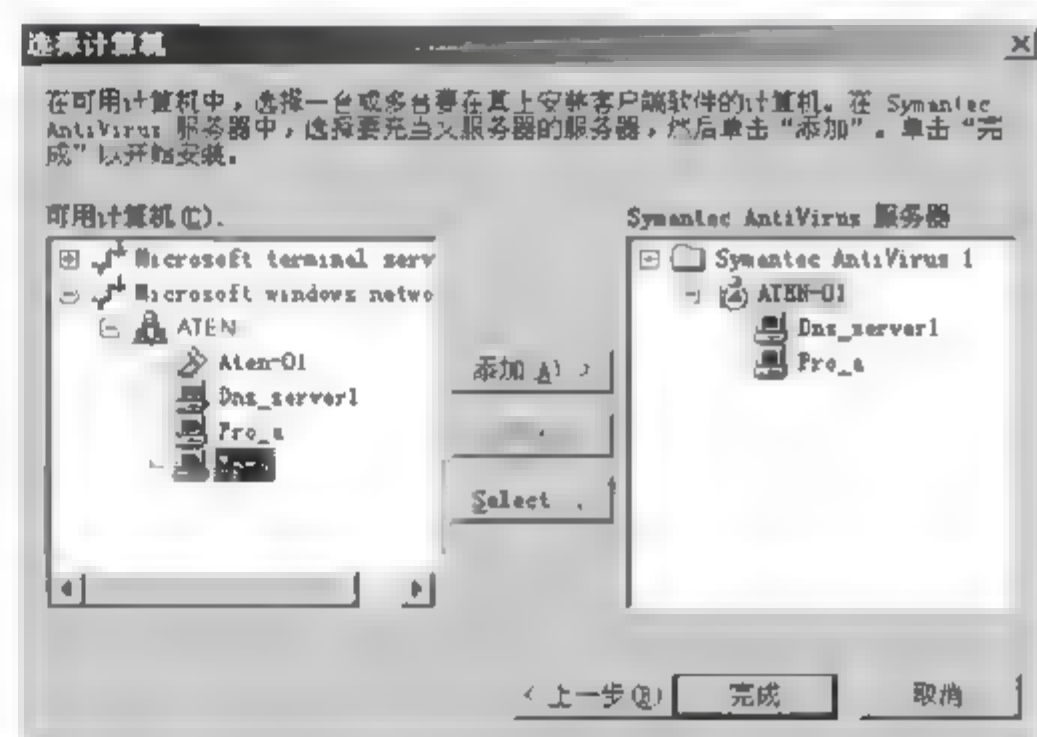 选择计算机
在可用计算机中，选择一台或多台要在其上安装客户端软件的计算机。在 Symantec
AntiVirus 服务器中，选择要充当父服务器的服务器，然后单击“添加”。单击“完
成”以开始安装。
可用计算机(C).
Microsoft terminal serv
Microsoft windows netwo
ATEN
Aten-01
Dns_server1
Pro_a
添加 A) >
Select
Symantec AntiVirus 服务器
Symantec AntiVirus 1
ATEN-01
Dns_server1
Pro_a
< 上一步(B)
完成
取消